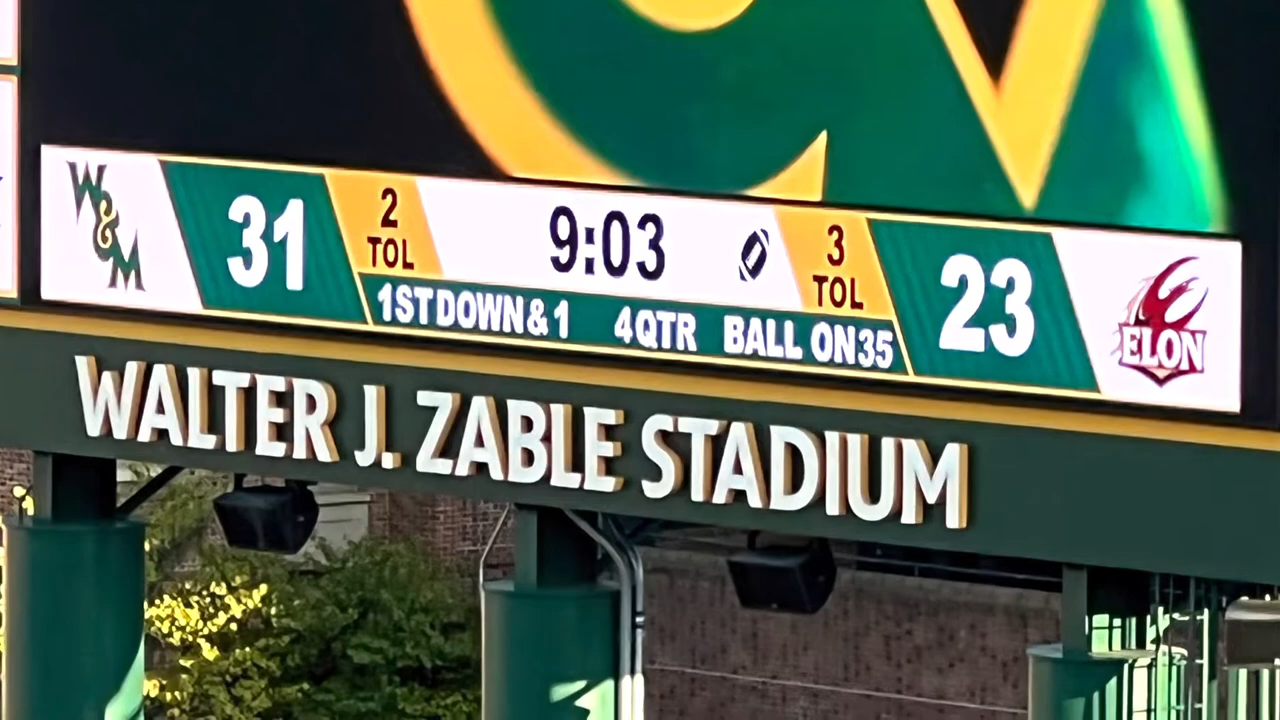 W&M 31 2 TOL 9:03 3 TOL 23 ELON
1ST DOWN & 1 4QTR BALL ON 35
WALTER J. ZABLE STADIUM